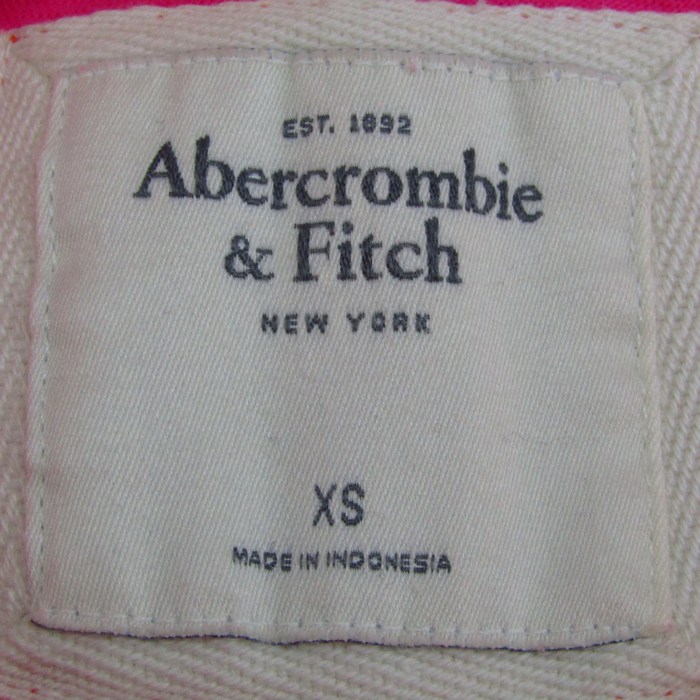 EST. 1892
Abercrombie
& Fitch
NEW YORK
XS
MADE IN INDONESIA